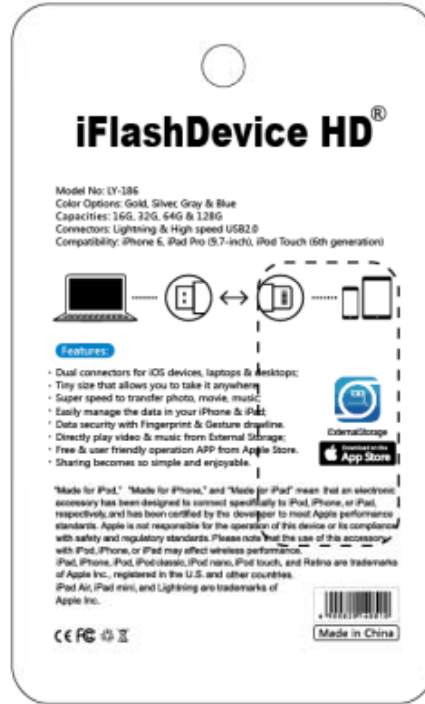 iFlashDevice HD®
Model No: LY-186
Color Options: Gold, Silver, Gray & Blue
Capacities: 16G, 32G, 64G & 128G
Connectors: Lightning & High speed USB2.0
Compatibility: iPhone 6, iPad Pro (9.7-inch), iPod Touch (6th generation)
Features:
· Dual connectors for iOS devices, laptops & desktops;
· Tiny size that allows you to take it anywhere;
· Super speed to transfer photo, movie, music;
· Easily manage the data in your iPhone & iPad;
· Data security with Fingerprint & Gesture drawline.
· Directly play video & music from External Storage;
· Free & user friendly operation APP from Apple Store.
· Sharing becomes so simple and enjoyable.
ExternalStorage
Download on the
App Store
"Made for iPod," "Made for iPhone," and "Made for iPad" mean that an electronic
accessory has been designed to connect specifically to iPod, iPhone, or iPad,
respectively, and has been certified by the developer to meet Apple performance
standards. Apple is not responsible for the operation of this device or its compliance
with safety and regulatory standards. Please note that the use of this accessory
with iPod, iPhone, or iPad may affect wireless performance.
iPad, iPhone, iPod, iPod classic, iPod nano, iPod touch, and Retina are trademarks
of Apple Inc., registered in the U.S. and other countries.
iPad Air, iPad mini, and Lightning are trademarks of
Apple Inc.
CE FC
Made in China